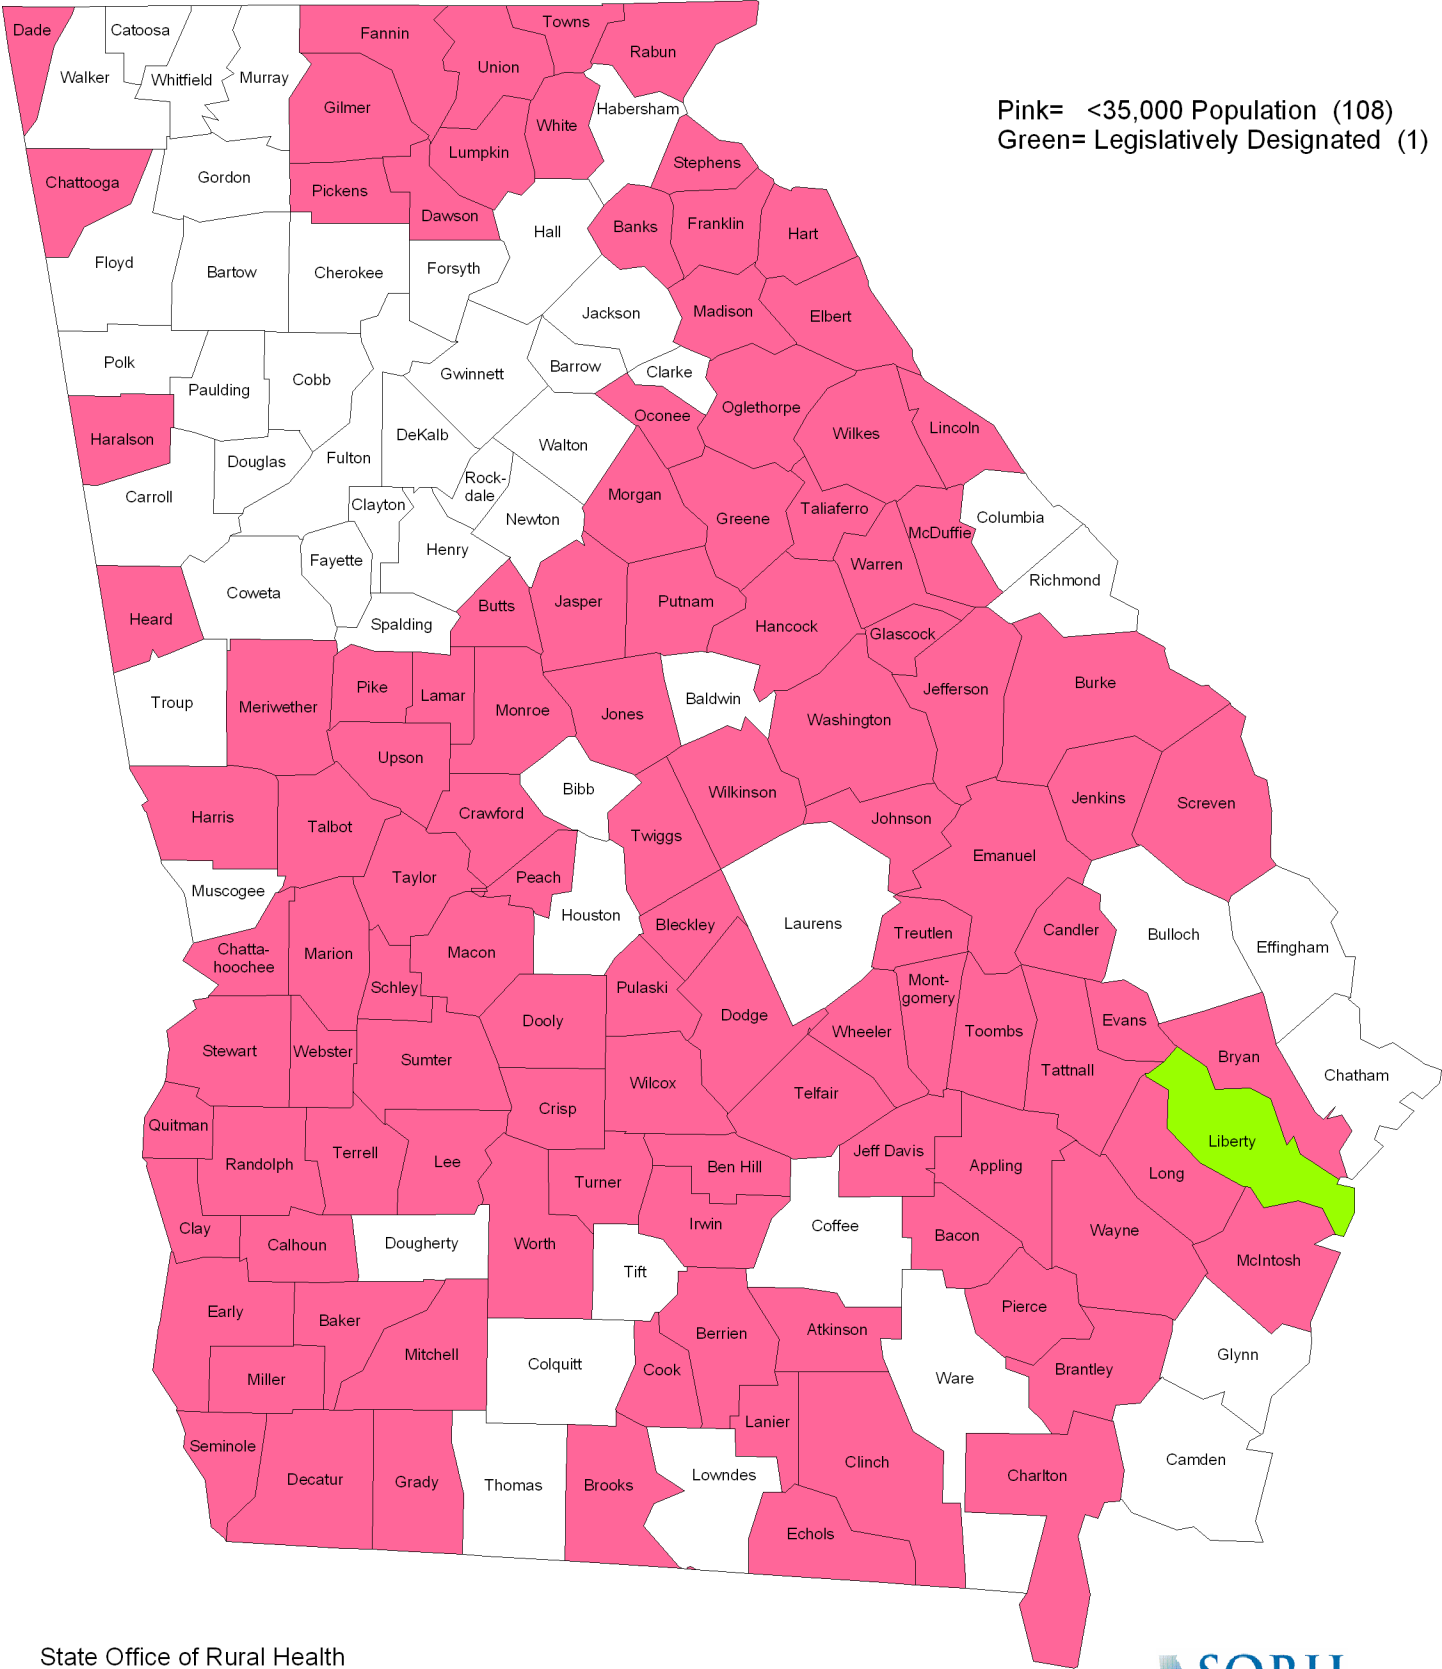 Dade
Catoosa
Fannin
Towns
Rabun
Union
Walker
Whitfield
Murray
Gilmer
Habersham
White
Pink= <35,000 Population (108)
Green= Legislatively Designated (1)
Lumpkin
Stephens
Chattooga
Gordon
Pickens
Dawson
Hall
Banks
Franklin
Hart
Floyd
Bartow
Cherokee
Forsyth
Jackson
Madison
Elbert
Polk
Paulding
Cobb
Gwinnett
Barrow
Clarke
Oconee
Oglethorpe
Wilkes
Lincoln
Haralson
DeKalb
Walton
Douglas
Fulton
Carroll
Rock-
dale
Clayton
Newton
Morgan
Greene
Taliaferro
Columbia
McDuffie
Henry
Fayette
Warren
Richmond
Coweta
Butts
Jasper
Putnam
Heard
Spalding
Hancock
Glascock
Troup
Meriwether
Pike
Lamar
Monroe
Jones
Baldwin
Washington
Jefferson
Burke
Upson
Bibb
Wilkinson
Jenkins
Screven
Harris
Talbot
Crawford
Twiggs
Johnson
Emanuel
Muscogee
Taylor
Peach
Houston
Bleckley
Laurens
Treutlen
Candler
Bulloch
Effingham
Chatta-
hoochee
Marion
Macon
Schley
Pulaski
Dodge
Mont-
gomery
Dooly
Wheeler
Toombs
Evans
Stewart
Webster
Sumter
Wilcox
Telfair
Tattnall
Bryan
Chatham
Crisp
Quitman
Randolph
Terrell
Lee
Turner
Ben Hill
Jeff Davis
Appling
Long
Liberty
Clay
Calhoun
Dougherty
Worth
Irwin
Coffee
Bacon
Wayne
McIntosh
Tift
Early
Baker
Mitchell
Berrien
Atkinson
Pierce
Miller
Colquitt
Cook
Ware
Brantley
Glynn
Seminole
Decatur
Grady
Thomas
Brooks
Lanier
Lowndes
Clinch
Charlton
Camden
Echols
State Office of Rural Health
SORH